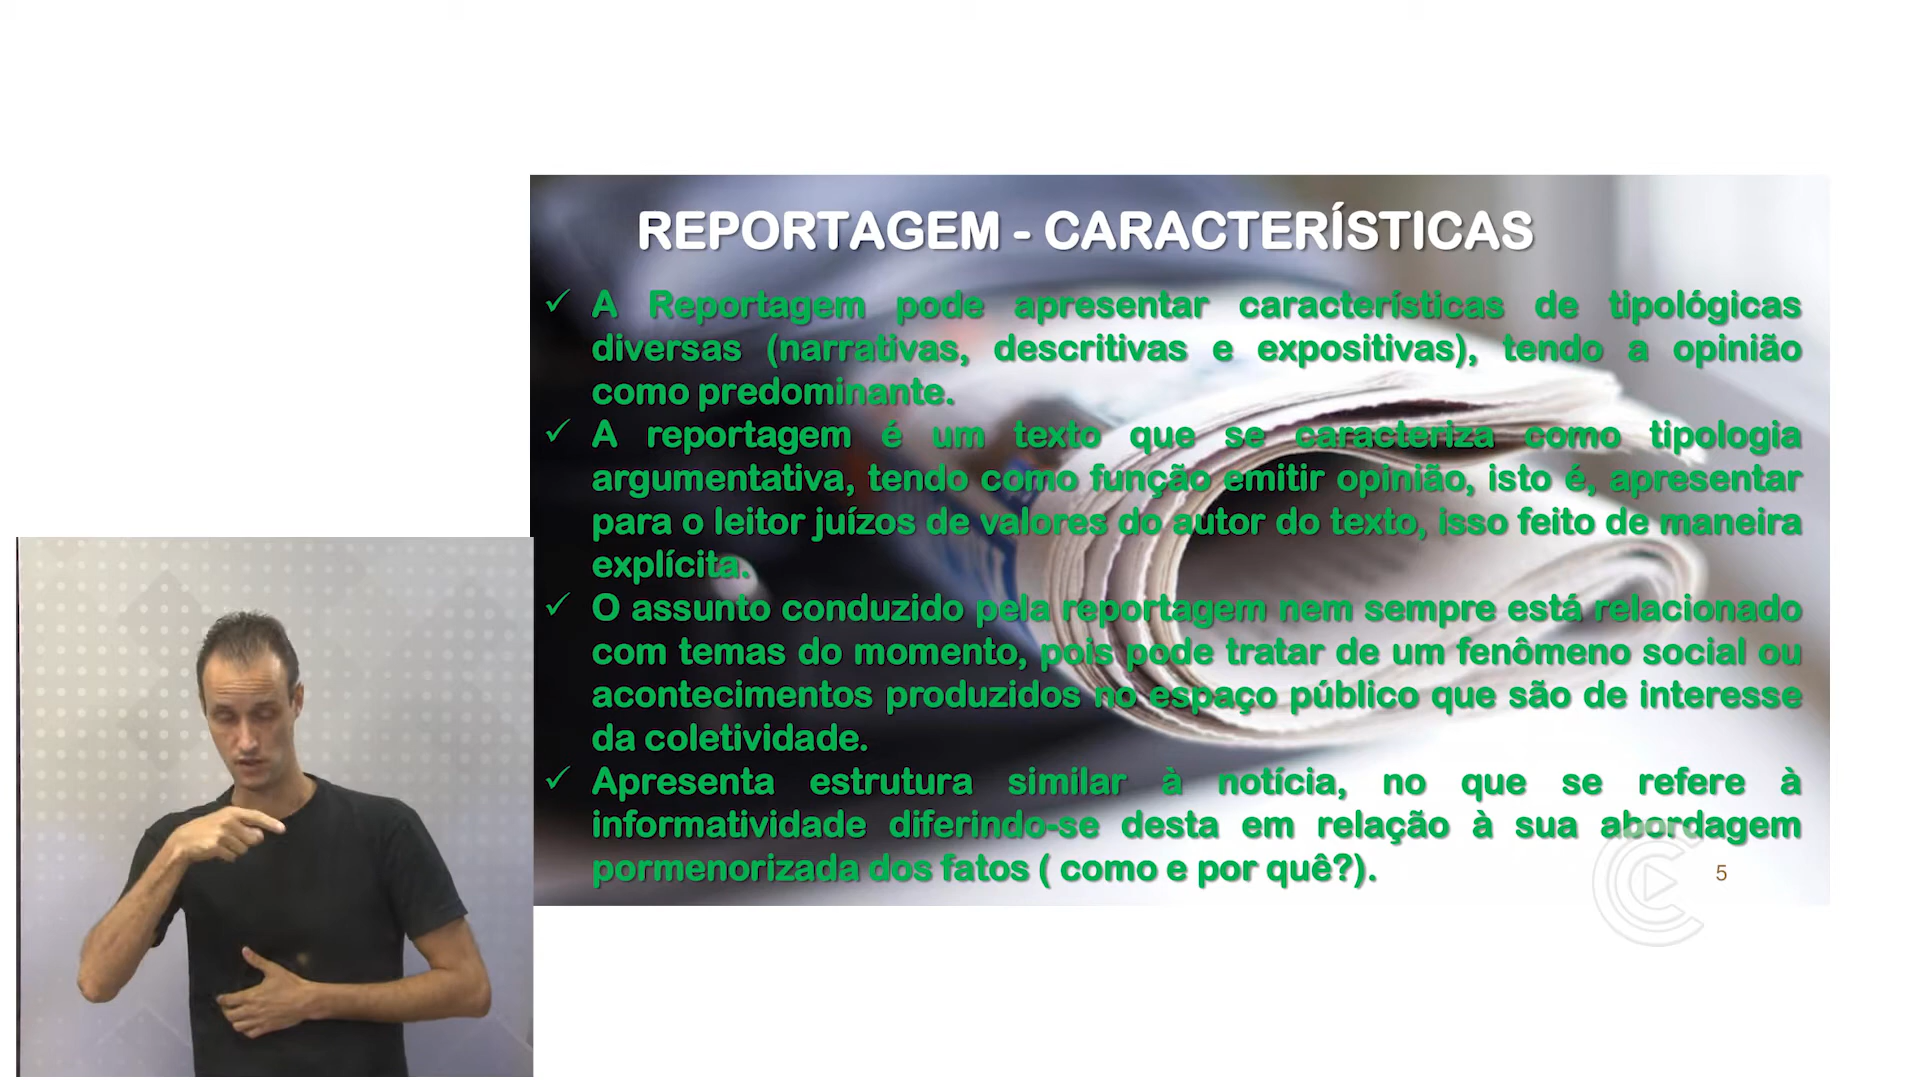 REPORTAGEM - CARACTERÍSTICAS
✓ A Reportagem pode apresentar características de tipológicas
diversas (narrativas, descritivas e expositivas), tendo a opinião
como predominante.
✓ A reportagem é um texto que se caracteriza como tipologia
argumentativa, tendo como função emitir opinião, isto é, apresentar
para o leitor juízos de valores do autor do texto, isso feito de maneira
explícita.
✓ O assunto conduzido pela reportagem nem sempre está relacionado
com temas do momento, pois pode tratar de um fenômeno social ou
acontecimentos produzidos no espaço público que são de interesse
da coletividade.
✓ Apresenta estrutura similar à notícia, no que se refere à
informatividade diferindo-se desta em relação à sua abordagem
pormenorizada dos fatos ( como e por quê?).
5